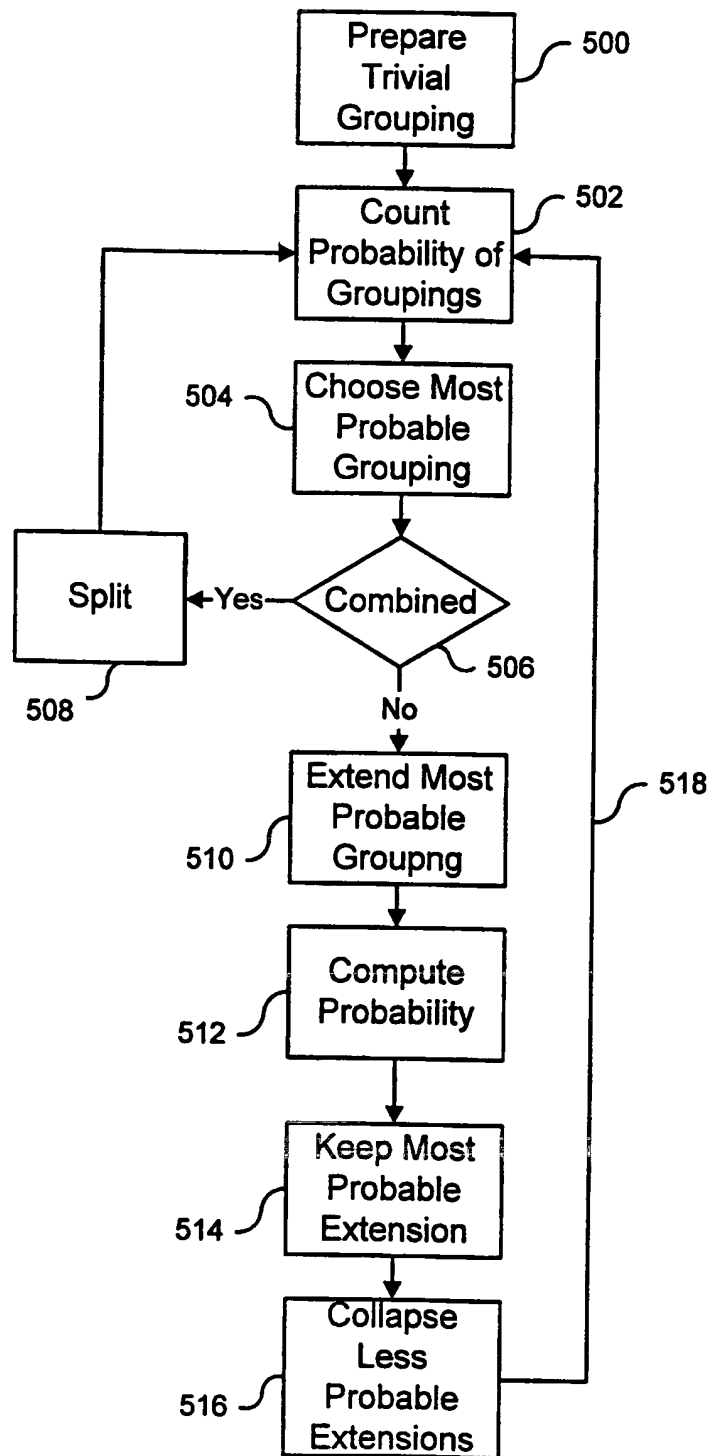 Prepare
Trivial
Grouping
500
Count
Probability of
Groupings
502
504
Choose Most
Probable
Grouping
Split
Yes
Combined
506
508
No
Extend Most
Probable
Groupng
510
518
Compute
Probability
512
Keep Most
Probable
Extension
514
Collapse
Less
Probable
Extensions
516